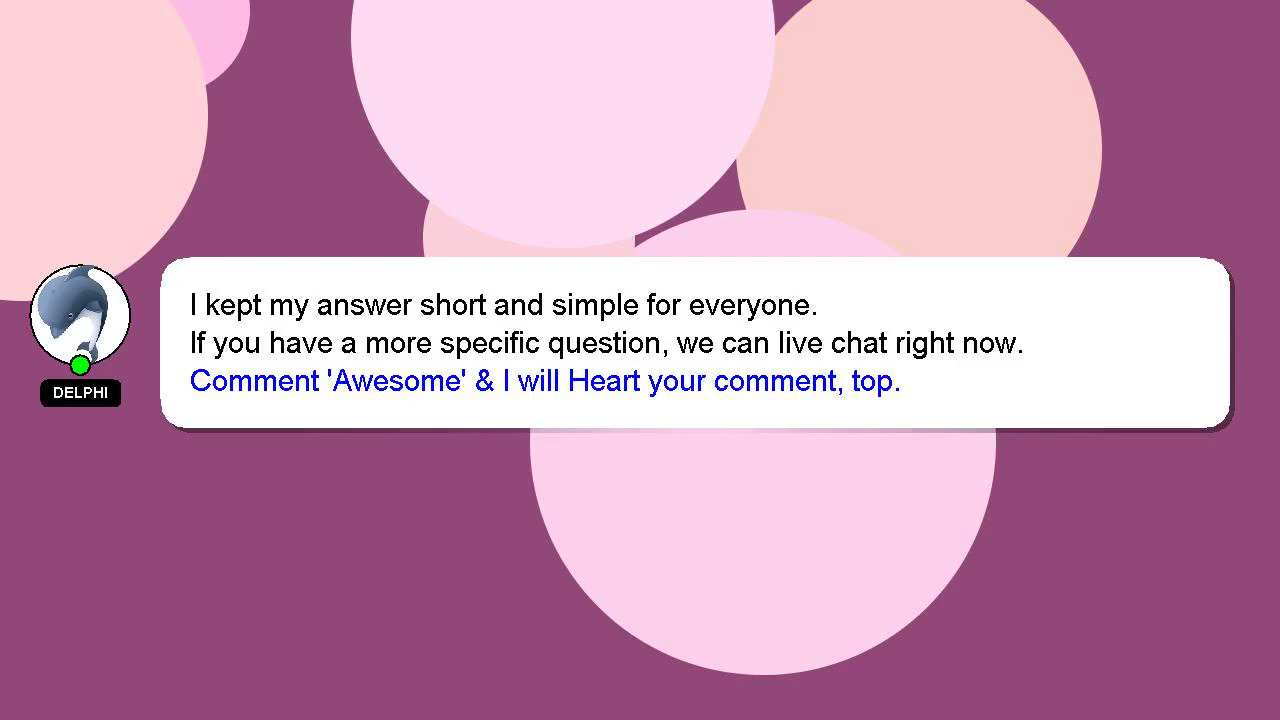 I kept my answer short and simple for everyone.
If you have a more specific question, we can live chat right now.
Comment 'Awesome' & I will Heart your comment, top.
DELPHI